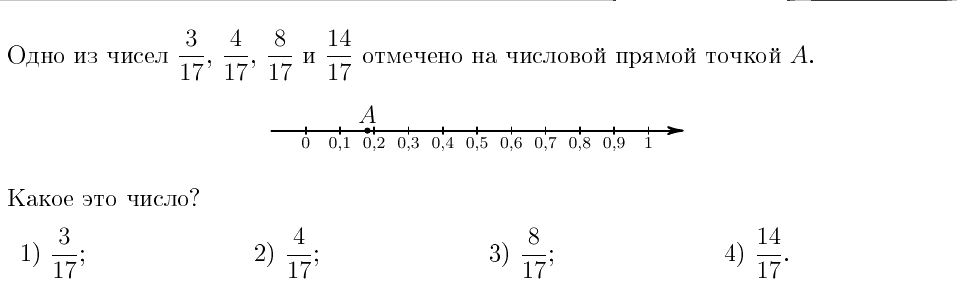 Одно из чисел 3/17, 4/17, 8/17 и 14/17 отмечено на числовой прямой точкой A.
A
0 0,1 0,2 0,3 0,4 0,5 0,6 0,7 0,8 0,9 1
Какое это число?
1) 3/17; 2) 4/17; 3) 8/17; 4) 14/17.